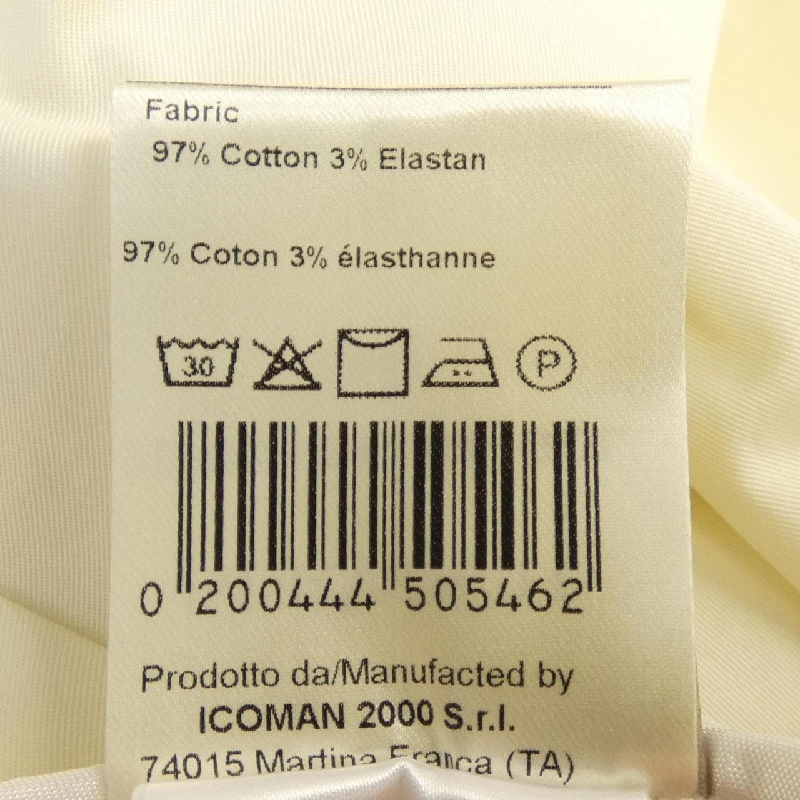 Fabric
97% Cotton 3% Elastan
97% Coton 3% élasthanne
30 P
0 200444 505462
Prodotto da/Manufacted by
ICOMAN 2000 S.r.l.
74015 Martina Franca (TA)